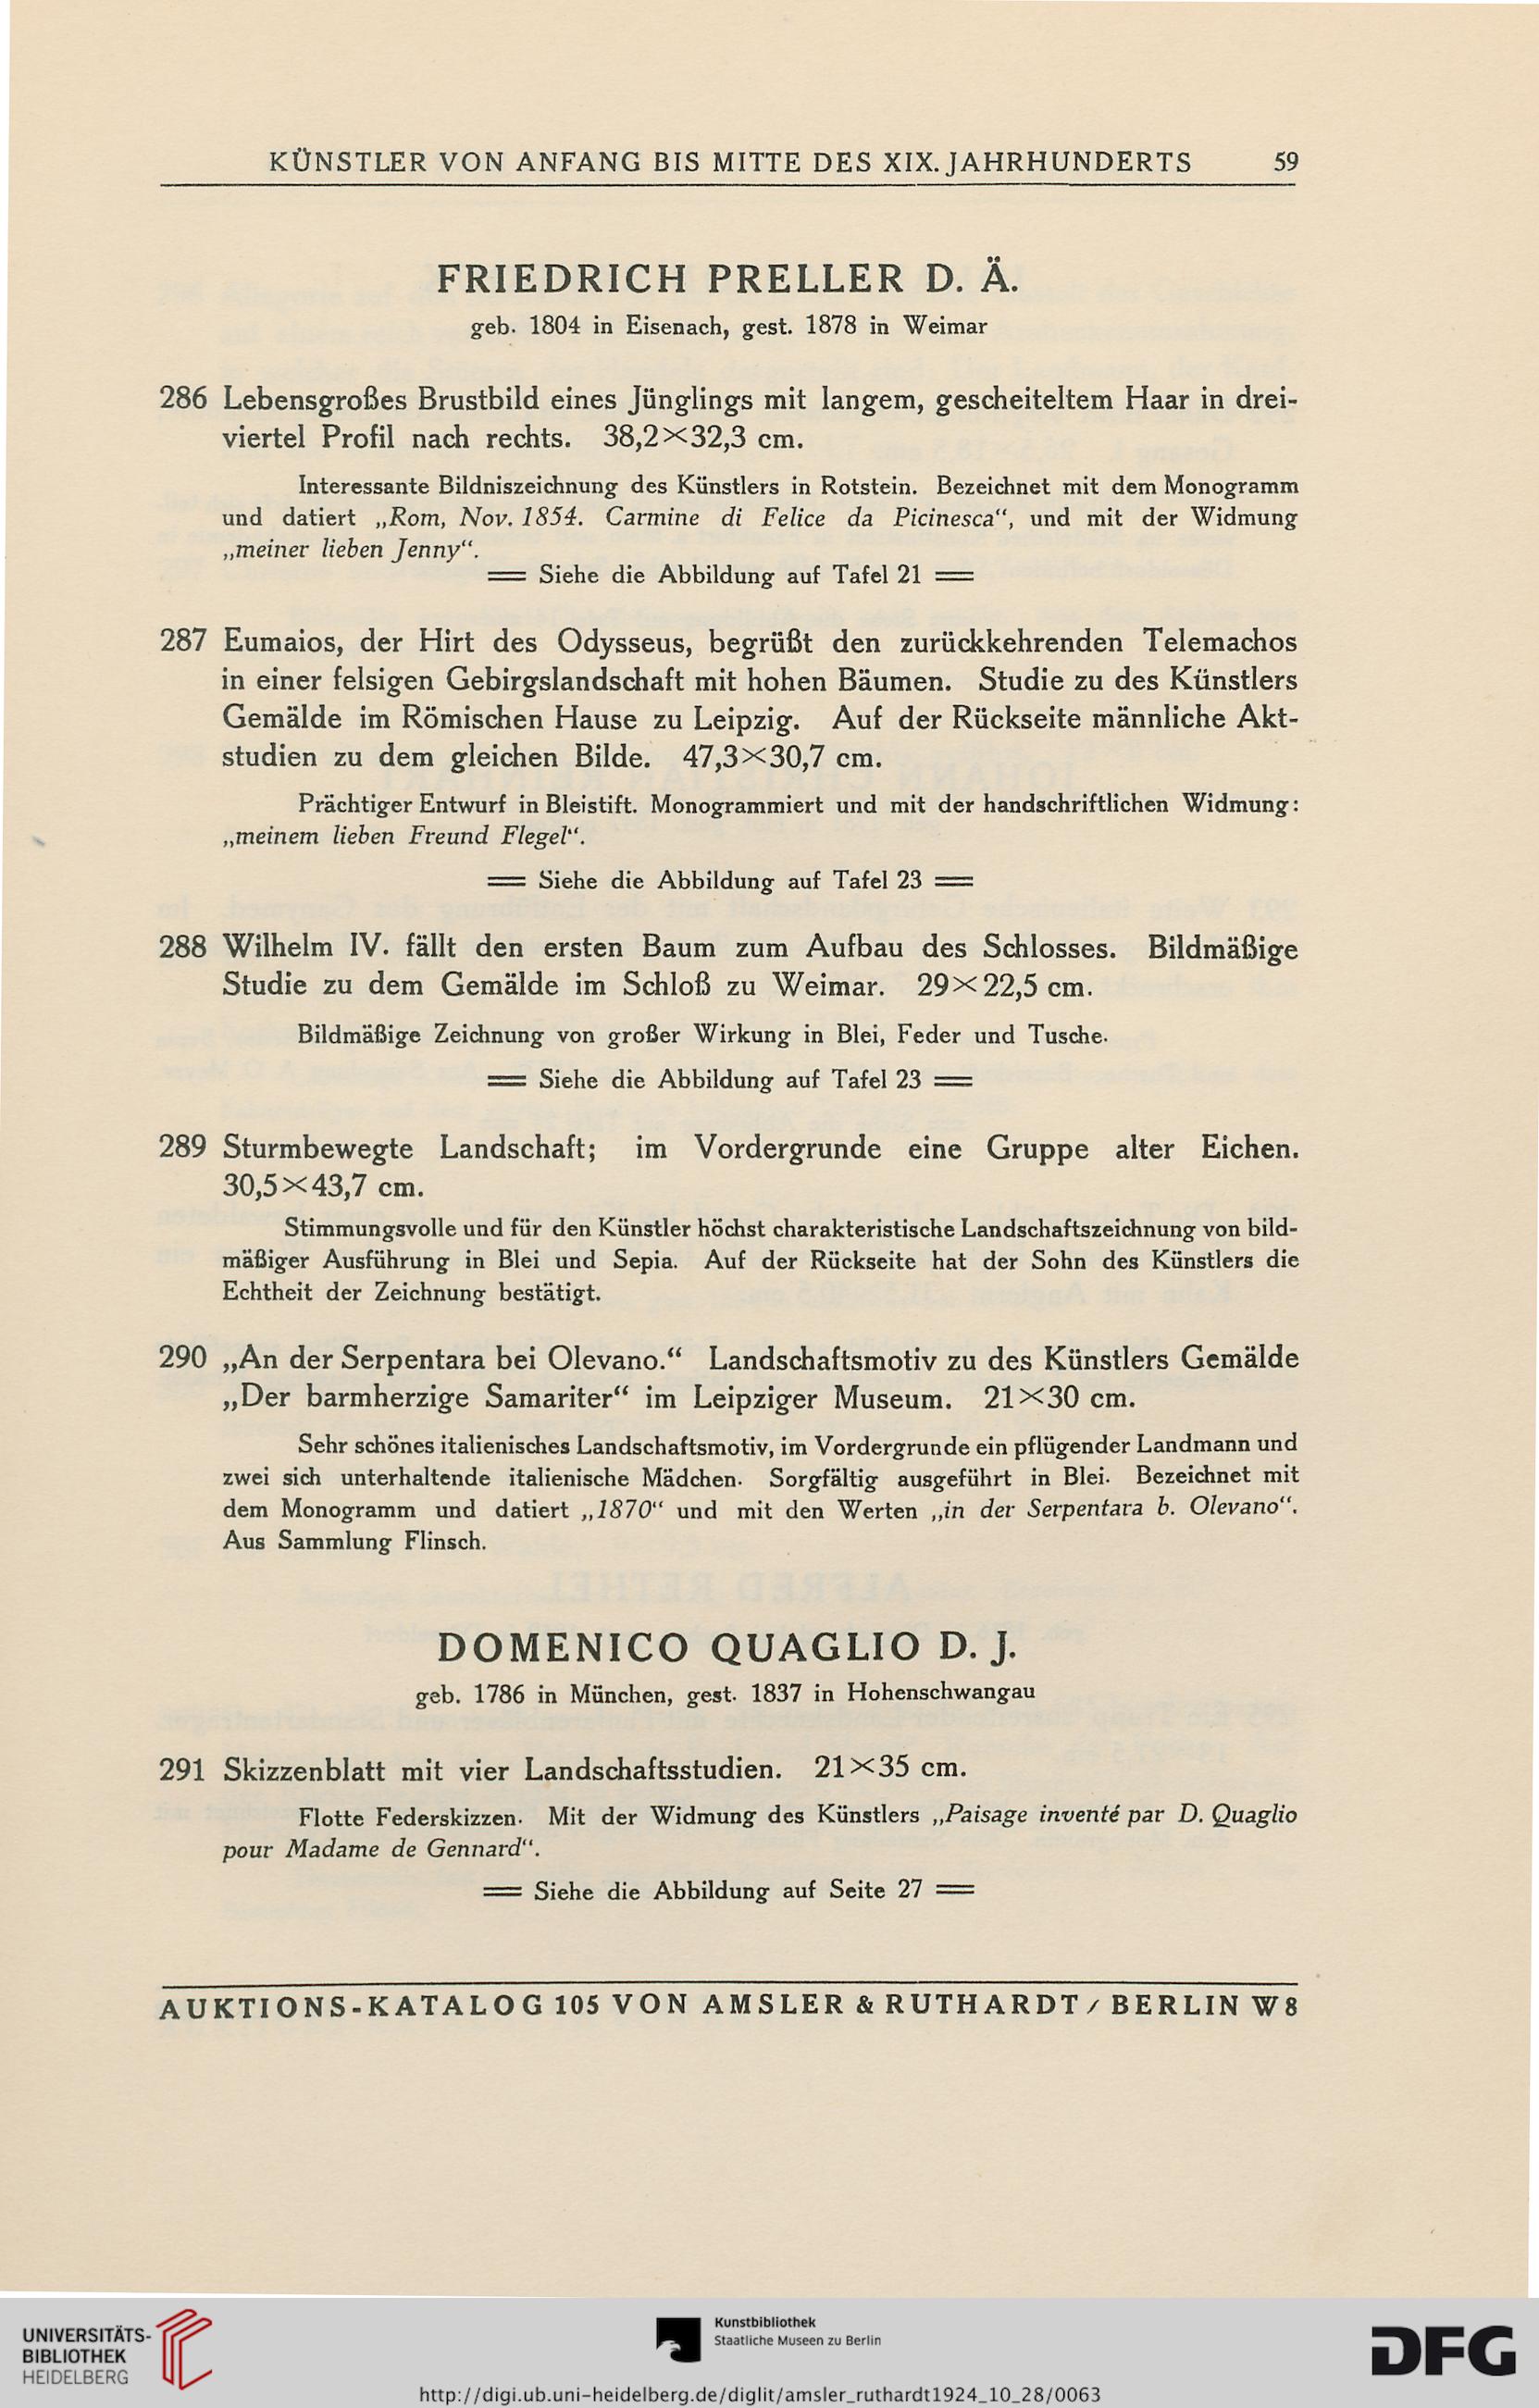 KÜNSTLER VON ANFANG BIS MITTE DES XIX. JAHRHUNDERTS 59
FRIEDRICH PRELLER D. Ä.
geb. 1804 in Eisenach, gest. 1878 in Weimar
286 Lebensgroßes Brustbild eines Jünglings mit langem, gescheiteltem Haar in drei-
viertel Profil nach rechts. 38,2×32,3 cm.
Interessante Bildniszeichnung des Künstlers in Rotstein. Bezeichnet mit dem Monogramm
und datiert „Rom, Nov. 1854. Carmine di Felice da Picinesca“, und mit der Widmung
„meiner lieben Jenny“.
= Siehe die Abbildung auf Tafel 21 =
287 Eumaios, der Hirt des Odysseus, begrüßt den zurückkehrenden Telemachos
in einer felsigen Gebirgslandschaft mit hohen Bäumen. Studie zu des Künstlers
Gemälde im Römischen Hause zu Leipzig. Auf der Rückseite männliche Akt-
studien zu dem gleichen Bilde. 47,3×30,7 cm.
Prächtiger Entwurf in Bleistift. Monogrammiert und mit der handschriftlichen Widmung:
„meinem lieben Freund Flegel“.
= Siehe die Abbildung auf Tafel 23 =
288 Wilhelm IV. fällt den ersten Baum zum Aufbau des Schlosses. Bildmäßige
Studie zu dem Gemälde im Schloß zu Weimar. 29×22,5 cm.
Bildmäßige Zeichnung von großer Wirkung in Blei, Feder und Tusche.
= Siehe die Abbildung auf Tafel 23 =
289 Sturmbewegte Landschaft; im Vordergrunde eine Gruppe alter Eichen.
30,5×43,7 cm.
Stimmungsvolle und für den Künstler höchst charakteristische Landschaftszeichnung von bild-
mäßiger Ausführung in Blei und Sepia. Auf der Rückseite hat der Sohn des Künstlers die
Echtheit der Zeichnung bestätigt.
290 „An der Serpentara bei Olevano.“ Landschaftsmotiv zu des Künstlers Gemälde
„Der barmherzige Samariter“ im Leipziger Museum. 21×30 cm.
Sehr schönes italienisches Landschaftsmotiv, im Vordergrunde ein pflügender Landmann und
zwei sich unterhaltende italienische Mädchen. Sorgfältig ausgeführt in Blei. Bezeichnet mit
dem Monogramm und datiert „1870“ und mit den Werten „in der Serpentara b. Olevano“.
Aus Sammlung Flinsch.
DOMENICO QUAGLIO D. J.
geb. 1786 in München, gest. 1837 in Hohenschwangau
291 Skizzenblatt mit vier Landschaftsstudien. 21×35 cm.
Flotte Federskizzen. Mit der Widmung des Künstlers „Paisage inventé par D. Quaglio
pour Madame de Gennard“.
= Siehe die Abbildung auf Seite 27 =
AUKTIONS-KATALOG 105 VON AMSLER & RUTHARDT / BERLIN W 8
UNIVERSITÄTS-
BIBLIOTHEK
HEIDELBERG
Kunstbibliothek
Staatliche Museen zu Berlin
DFG
http://digi.ub.uni-heidelberg.de/diglit/amsler_ruthardt1924_10_28/0063